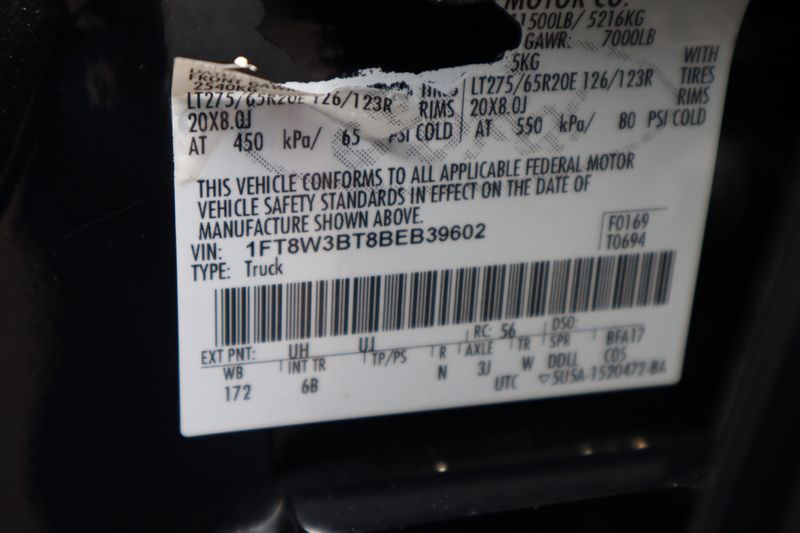 MOTOR CO.
1500LB/ 5216KG
GAWR: 7000LB
5KG
2540KG
WITH
TIRES
RIMS
LT275/65R20E 126/123R
20X8.0J
AT 450 kPa/ 65 PSI COLD
TIRES
RIMS
LT275/65R20E 126/123R
20X8.0J
AT 550 kPa/ 80 PSI COLD
THIS VEHICLE CONFORMS TO ALL APPLICABLE FEDERAL MOTOR
VEHICLE SAFETY STANDARDS IN EFFECT ON THE DATE OF
MANUFACTURE SHOWN ABOVE.
VIN: 1FT8W3BT8BEB39602
TYPE: Truck
F0169
T0694
EXT PNT: UH UJ RC: 56 DSO:
WB INT TR TP/PS R AXLE TR SPR BFA17
172 6B N 3J W DDLL C05
UTC ▽5U5A-1520472-BA